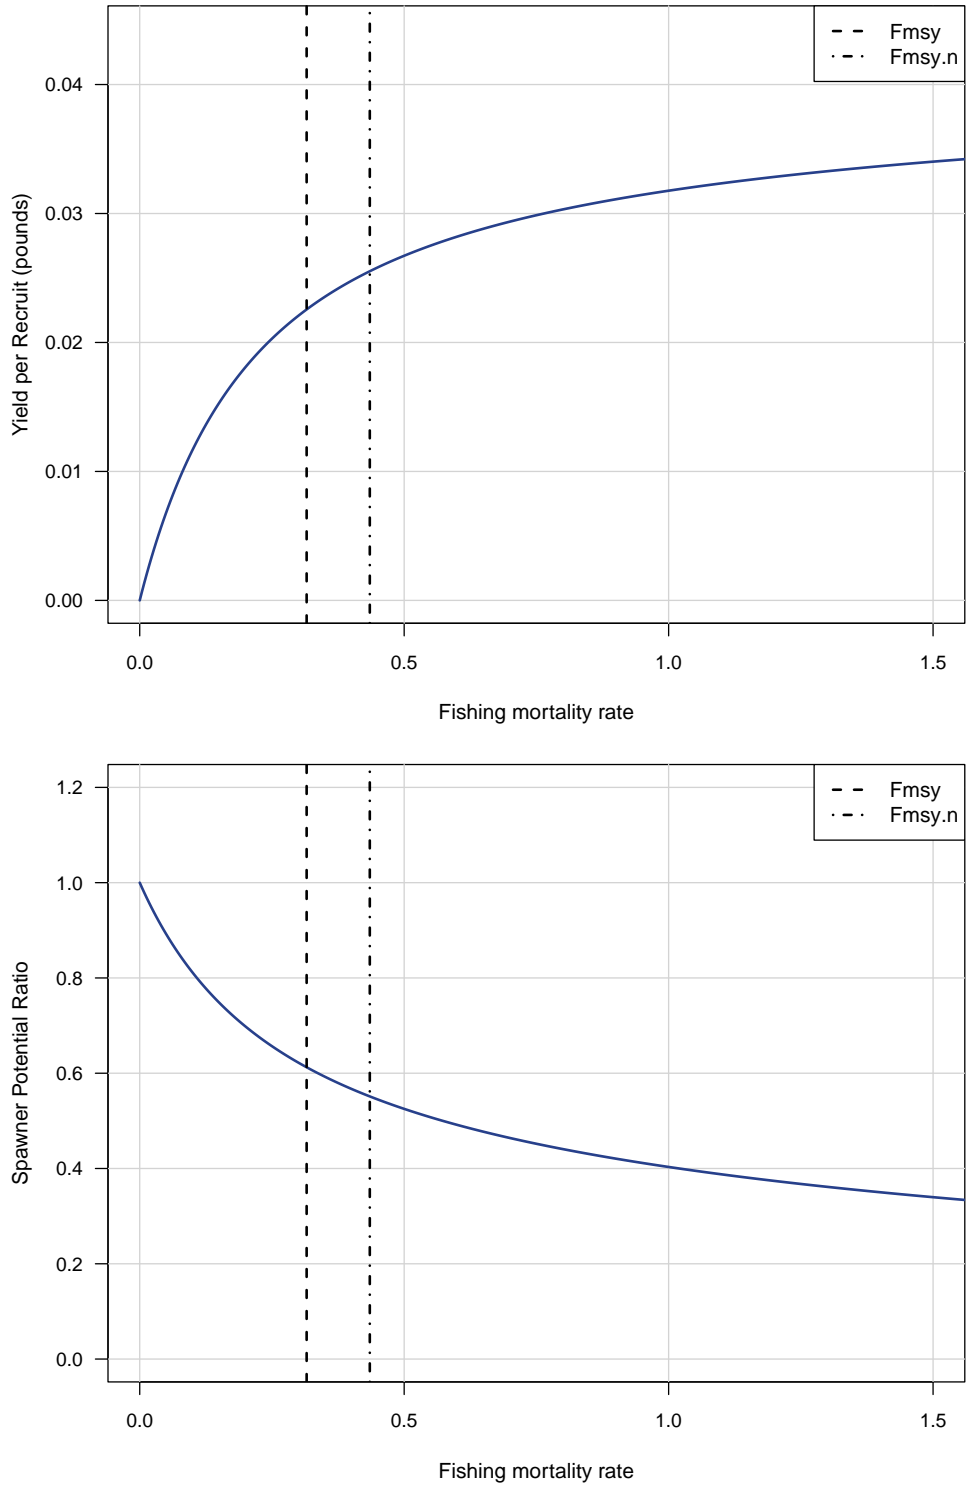 Fmsy
Fmsy.n
0.04
0.03
0.02
0.01
0.00
Yield per Recruit (pounds)
0.0 0.5 1.0 1.5
Fishing mortality rate
Fmsy
Fmsy.n
1.2
1.0
0.8
0.6
0.4
0.2
0.0
Spawner Potential Ratio
0.0 0.5 1.0 1.5
Fishing mortality rate